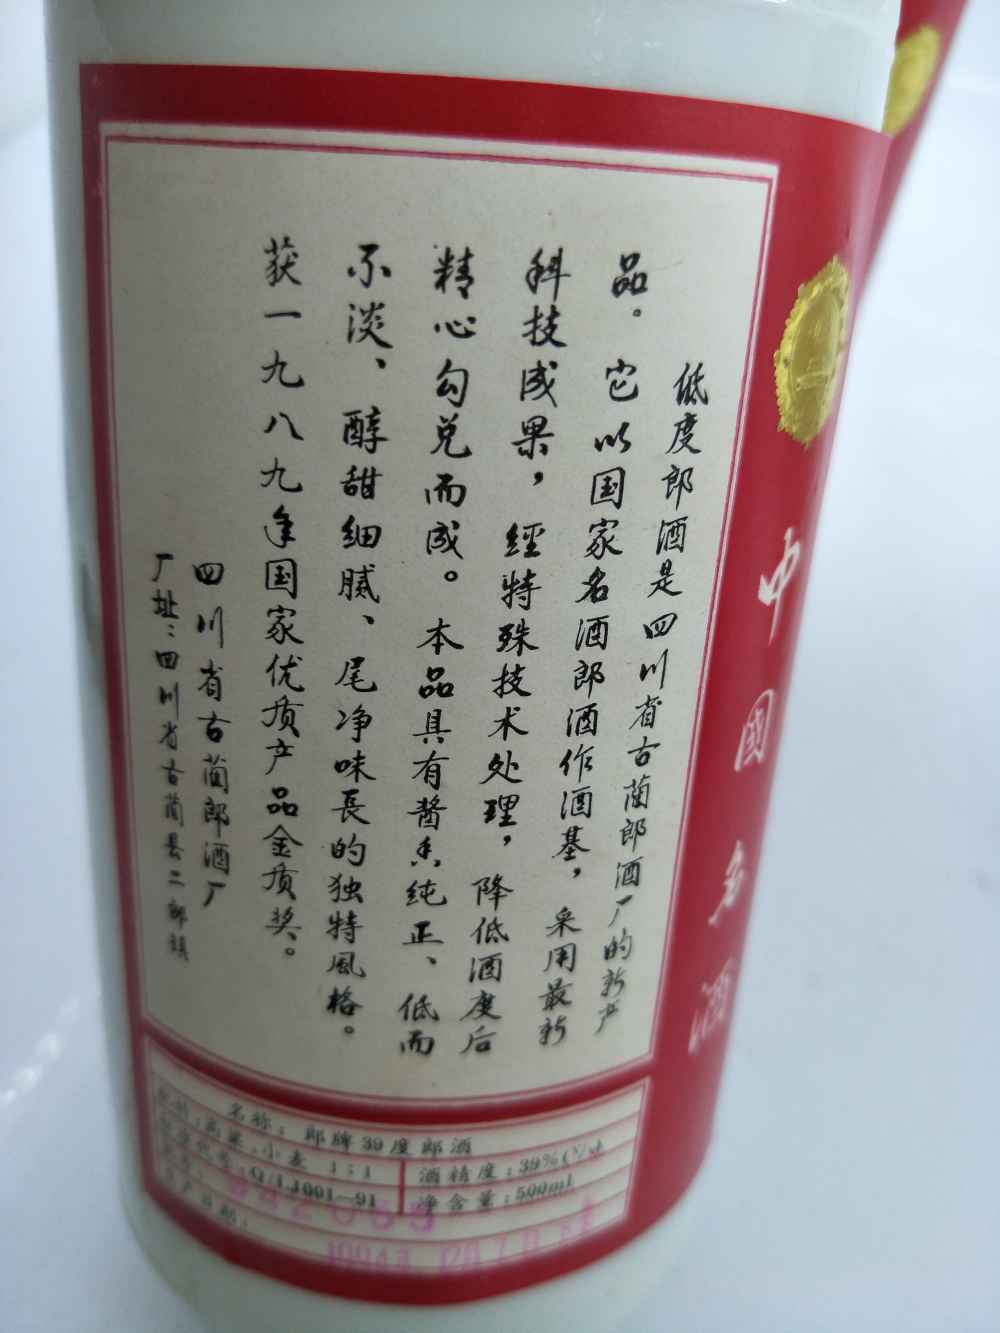 低度郎酒是四川省古蔺郎酒厂的新产
品。它以国家名酒郎酒作酒基，采用最新
科技成果，經特殊技术处理，降低酒度后
精心勾兑而成。本品具有酱香纯正、低而
不淡、醇甜细腻、尾净味長的独特風格。
获一九八九年国家优质产品金质奖。
四川省古蔺郎酒厂
厂址：四川省古蔺县二郎镇
名称：郎牌39度郎酒
高粱、小麦 1:1
酒精度：39%(V/V)
Q/LJ001—91
净含量：500ml
中國名酒